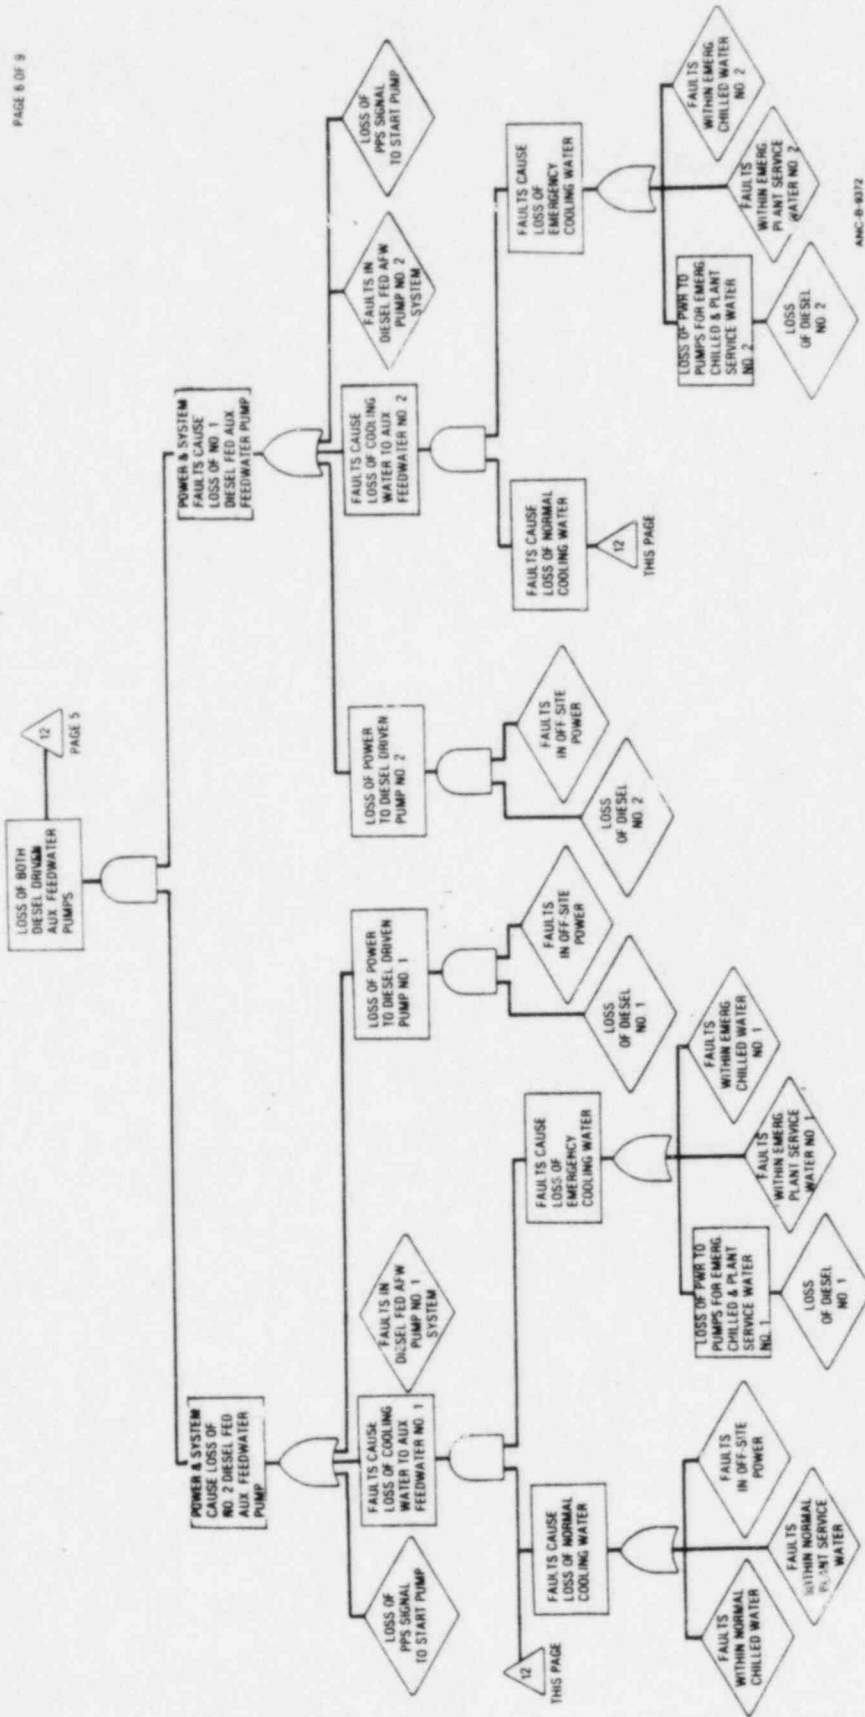 PAGE 6 OF 9
LOSS OF BOTH
DIESEL DRIVEN
AUX FEEDWATER
PUMPS
12
PAGE 5
POWER & SYSTEM
CAUSE LOSS OF
NO 2 DIESEL FED
AUX FEEDWATER
PUMP
POWER & SYSTEM
FAULTS CAUSE
LOSS OF NO 1
DIESEL FED AUX
FEEDWATER PUMP
LOSS OF
PPS SIGNAL
TO START PUMP
FAULTS CAUSE
LOSS OF COOLING
WATER TO AUX
FEEDWATER NO 1
FAULTS IN
DIESEL FED AFW
PUMP NO 1
SYSTEM
LOSS OF POWER
TO DIESEL DRIVEN
PUMP NO 1
LOSS OF POWER
TO DIESEL DRIVEN
PUMP NO 2
FAULTS CAUSE
LOSS OF COOLING
WATER TO AUX
FEEDWATER NO 2
FAULTS IN
DIESEL FED AFW
PUMP NO 2
SYSTEM
LOSS OF
PPS SIGNAL
TO START PUMP
12
THIS PAGE
FAULTS CAUSE
LOSS OF NORMAL
COOLING WATER
FAULTS CAUSE
LOSS OF
EMERGENCY
COOLING WATER
LOSS
OF DIESEL
NO 1
FAULTS
IN OFF-SITE
POWER
LOSS
OF DIESEL
NO 2
FAULTS
IN OFF-SITE
POWER
FAULTS CAUSE
LOSS OF NORMAL
COOLING WATER
12
THIS PAGE
FAULTS CAUSE
LOSS OF
EMERGENCY
COOLING WATER
FAULTS
WITHIN NORMAL
CHILLED WATER
FAULTS
WITHIN NORMAL
PLANT SERVICE
WATER
FAULTS
IN OFF-SITE
POWER
LOSS OF PWR TO
PUMPS FOR EMERG
CHILLED & PLANT
SERVICE WATER
NO 1
LOSS
OF DIESEL
NO 1
FAULTS
WITHIN EMERG
PLANT SERVICE
WATER NO 1
FAULTS
WITHIN EMERG
CHILLED WATER
NO 1
LOSS OF PWR TO
PUMPS FOR EMERG
CHILLED & PLANT
SERVICE WATER
NO 2
LOSS
OF DIESEL
NO 2
FAULTS
WITHIN EMERG
PLANT SERVICE
WATER NO 2
FAULTS
WITHIN EMERG
CHILLED WATER
NO 2
ANC-B-9372